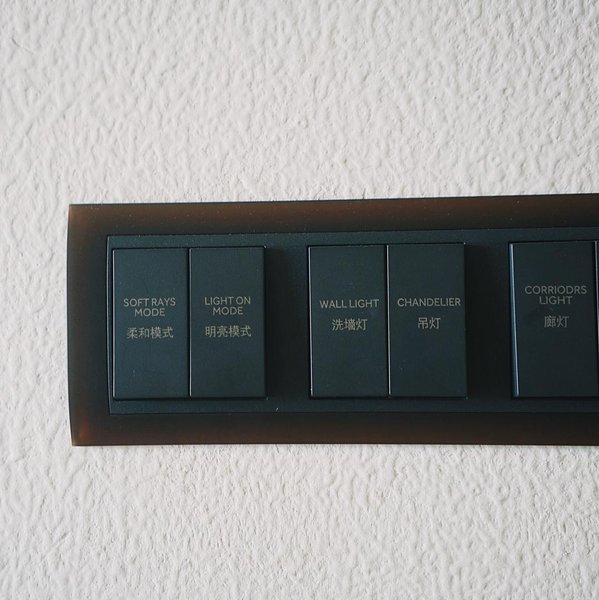 SOFT RAYS
MODE
柔和模式
LIGHT ON
MODE
明亮模式
WALL LIGHT
洗墙灯
CHANDELIER
吊灯
CORRIODRS
LIGHT
廊灯